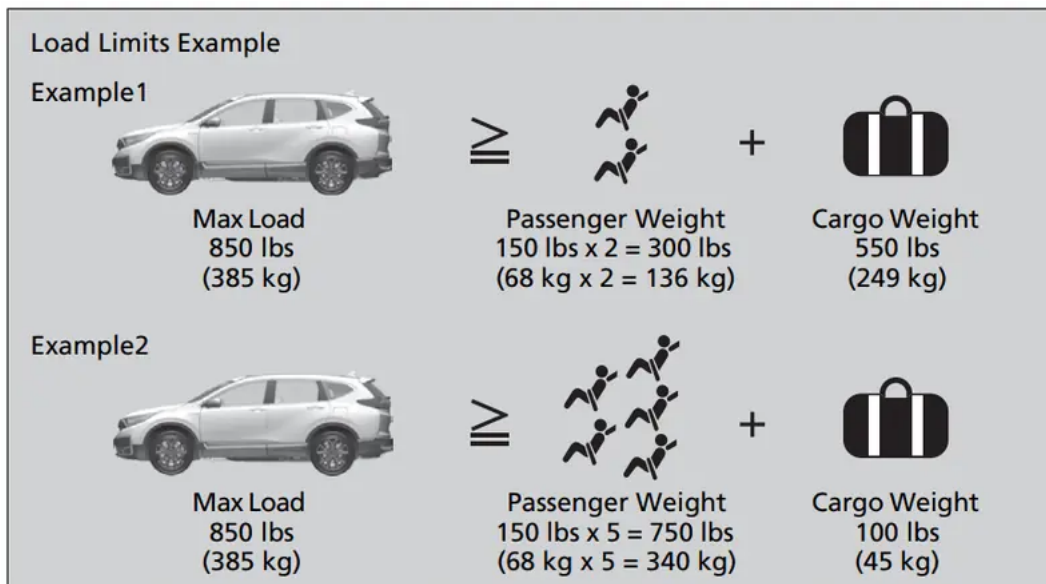 Load Limits Example
Example1
≧
+
Max Load
850 lbs
(385 kg)
Passenger Weight
150 lbs x 2 = 300 lbs
(68 kg x 2 = 136 kg)
Cargo Weight
550 lbs
(249 kg)
Example2
≧
+
Max Load
850 lbs
(385 kg)
Passenger Weight
150 lbs x 5 = 750 lbs
(68 kg x 5 = 340 kg)
Cargo Weight
100 lbs
(45 kg)